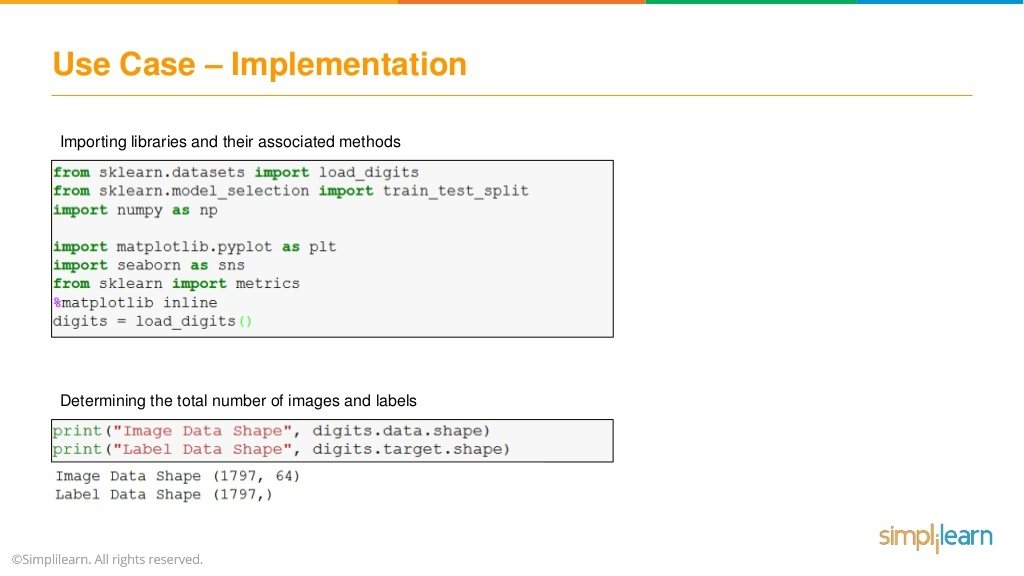 Use Case – Implementation
Importing libraries and their associated methods
from sklearn.datasets import load_digits
from sklearn.model_selection import train_test_split
import numpy as np
import matplotlib.pyplot as plt
import seaborn as sns
from sklearn import metrics
%matplotlib inline
digits = load_digits()
Determining the total number of images and labels
print("Image Data Shape", digits.data.shape)
print("Label Data Shape", digits.target.shape)
Image Data Shape (1797, 64)
Label Data Shape (1797,)
simplilearn
©Simplilearn. All rights reserved.